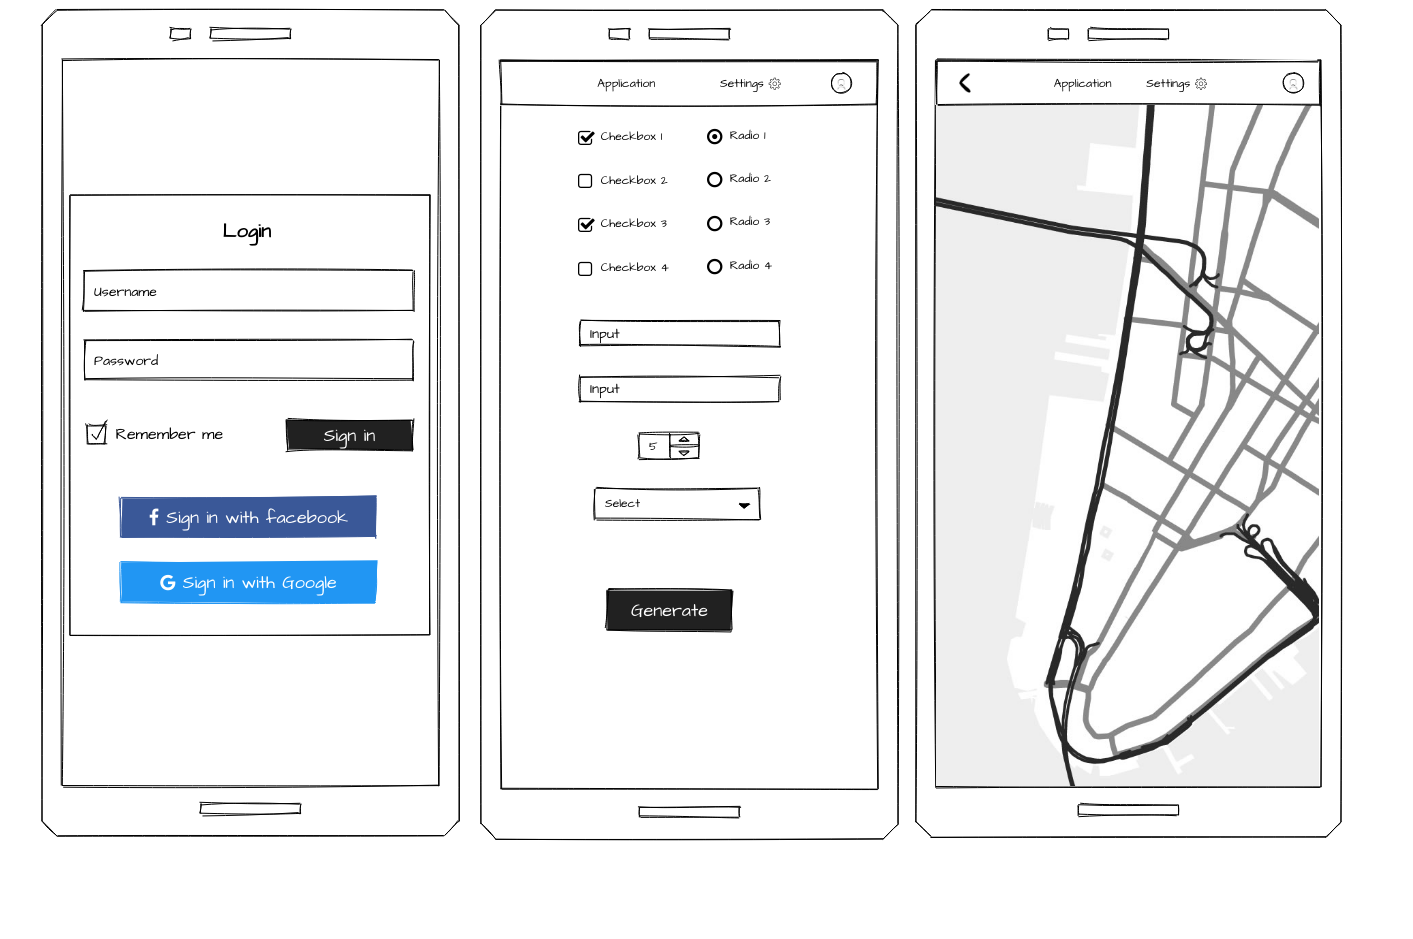 Login
Username
Password
Remember me
Sign in
Sign in with facebook
Sign in with Google
Application
Settings
Checkbox 1
Radio 1
Checkbox 2
Radio 2
Checkbox 3
Radio 3
Checkbox 4
Radio 4
Input
Input
5
Select
Generate
Application
Settings